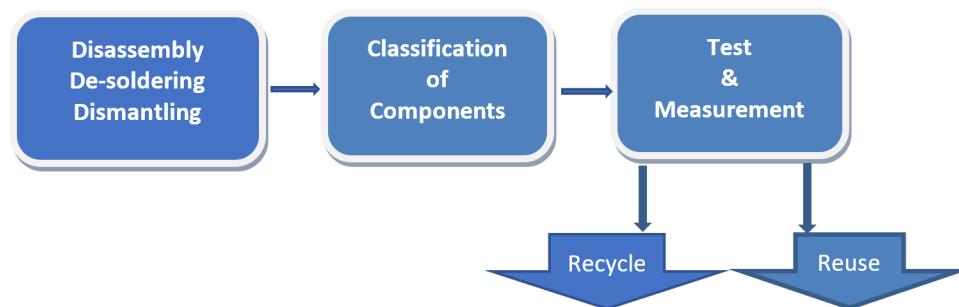 Disassembly
De-soldering
Dismantling
Classification
of
Components
Test
&
Measurement
Recycle
Reuse